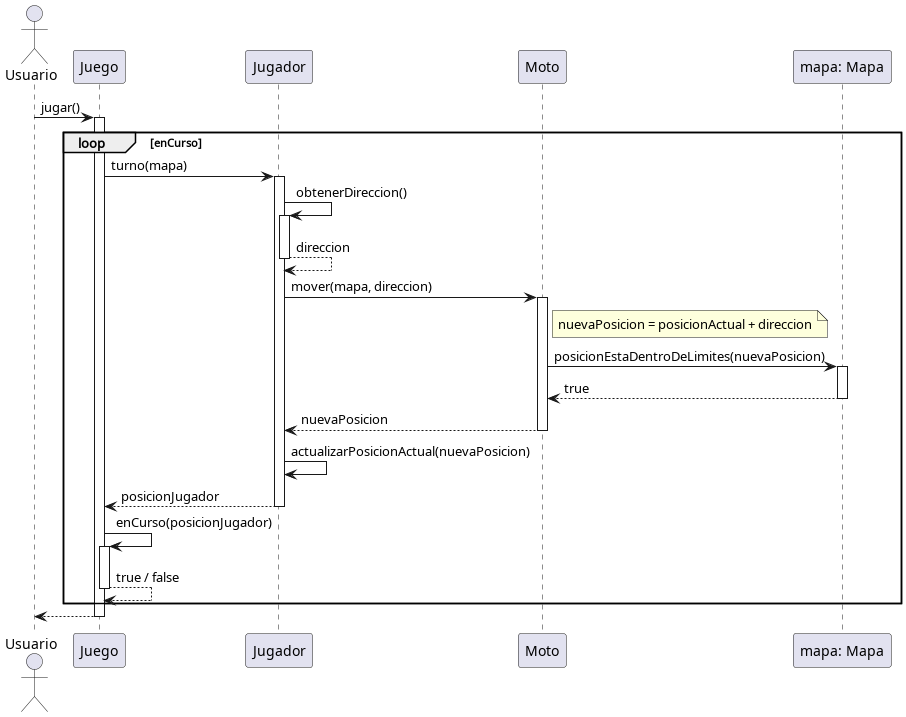 Usuario
Juego
Jugador
Moto
mapa: Mapa
jugar()
loop
[enCurso]
turno(mapa)
obtenerDireccion()
direccion
mover(mapa, direccion)
nuevaPosicion = posicionActual + direccion
posicionEstaDentroDeLimites(nuevaPosicion)
true
nuevaPosicion
actualizarPosicionActual(nuevaPosicion)
posicionJugador
enCurso(posicionJugador)
true / false
Usuario
Juego
Jugador
Moto
mapa: Mapa